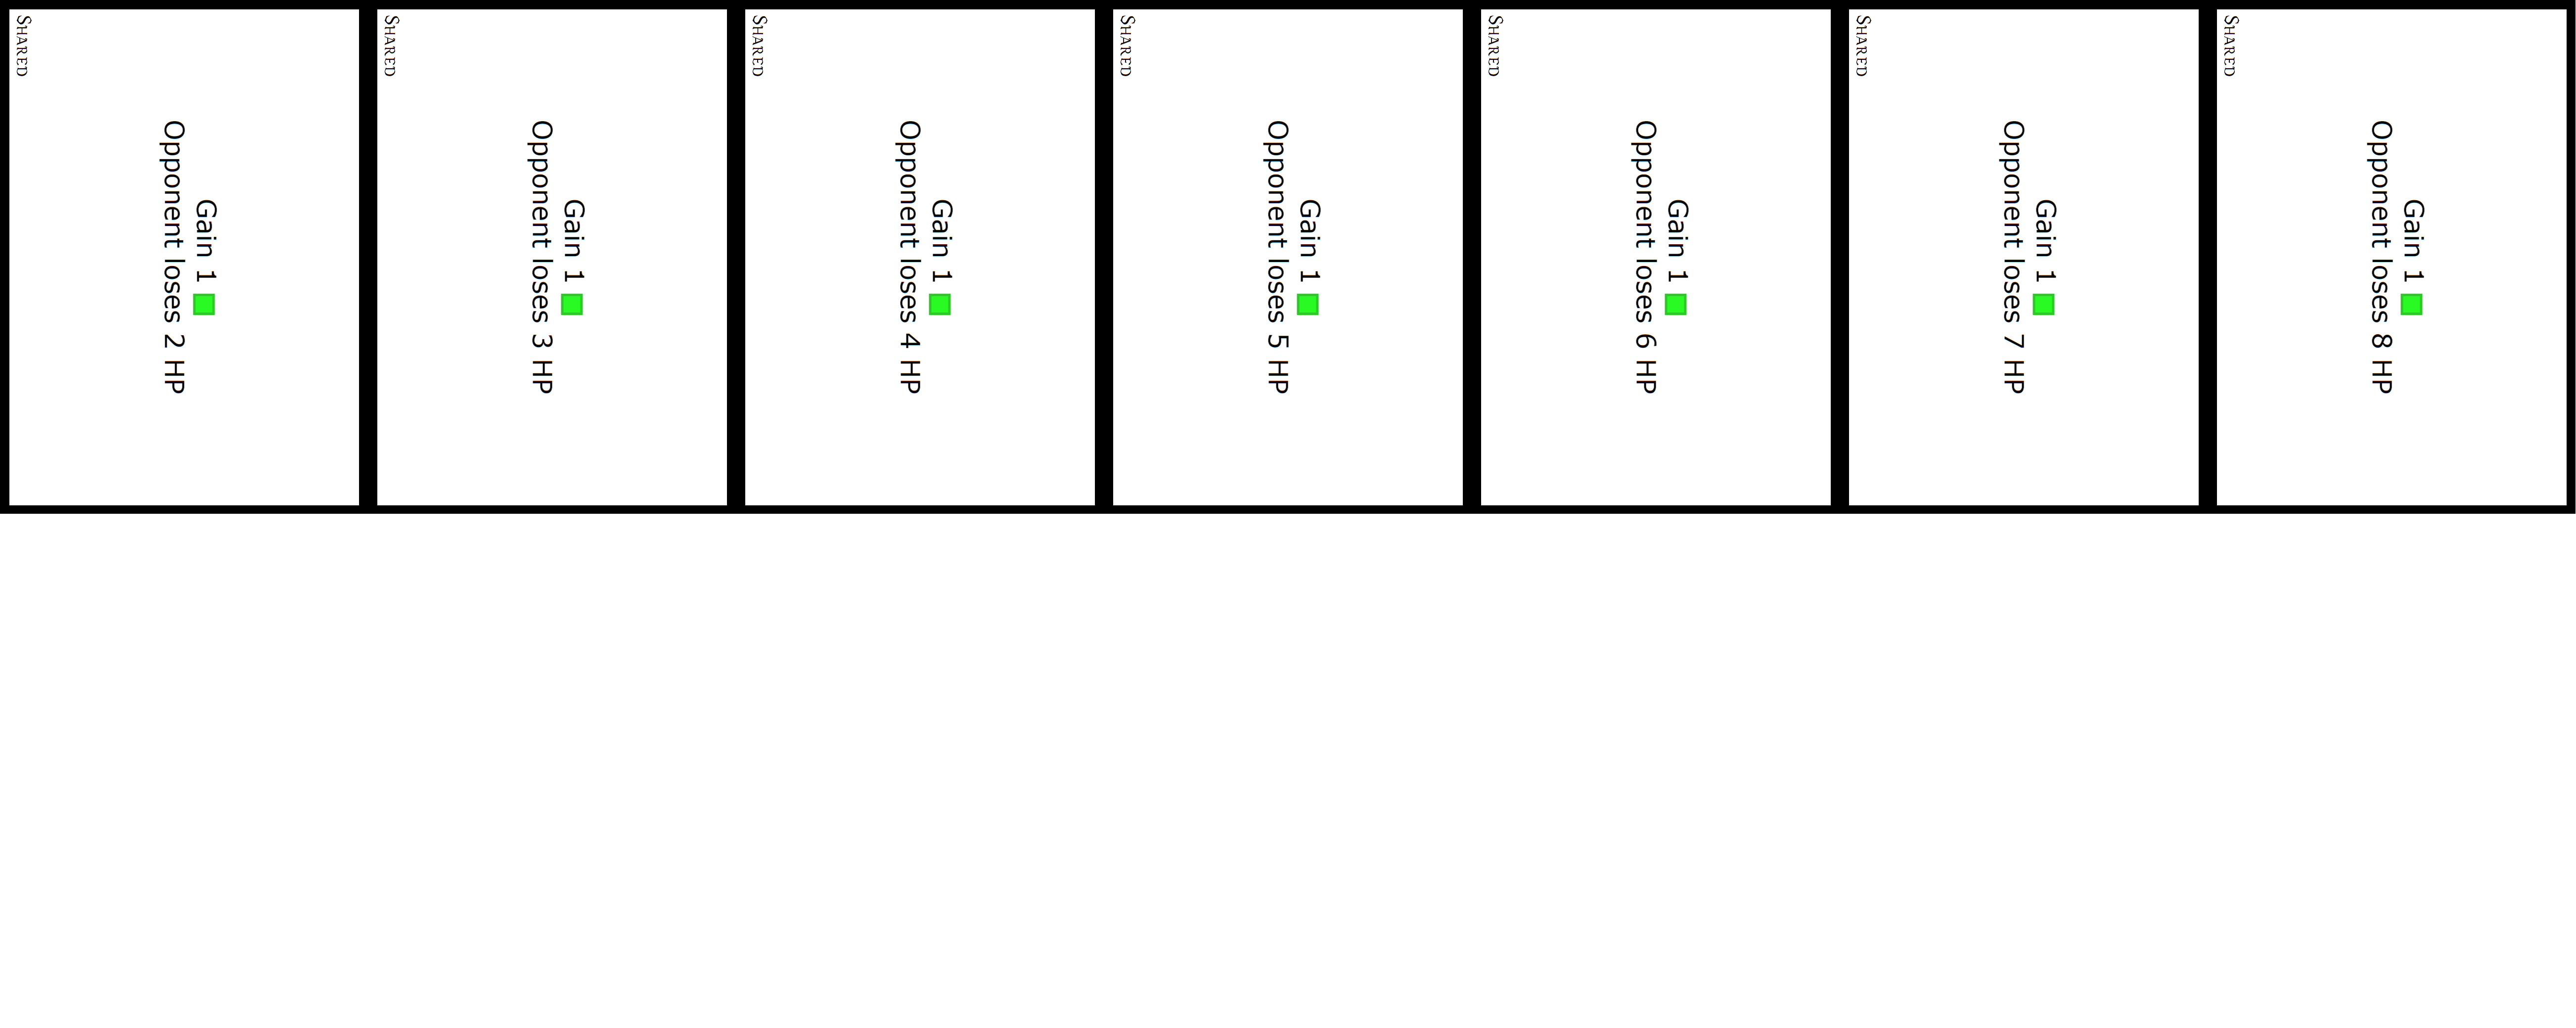 Shared
Gain 1
Opponent loses 2 HP
Shared
Gain 1
Opponent loses 3 HP
Shared
Gain 1
Opponent loses 4 HP
Shared
Gain 1
Opponent loses 5 HP
Shared
Gain 1
Opponent loses 6 HP
Shared
Gain 1
Opponent loses 7 HP
Shared
Gain 1
Opponent loses 8 HP